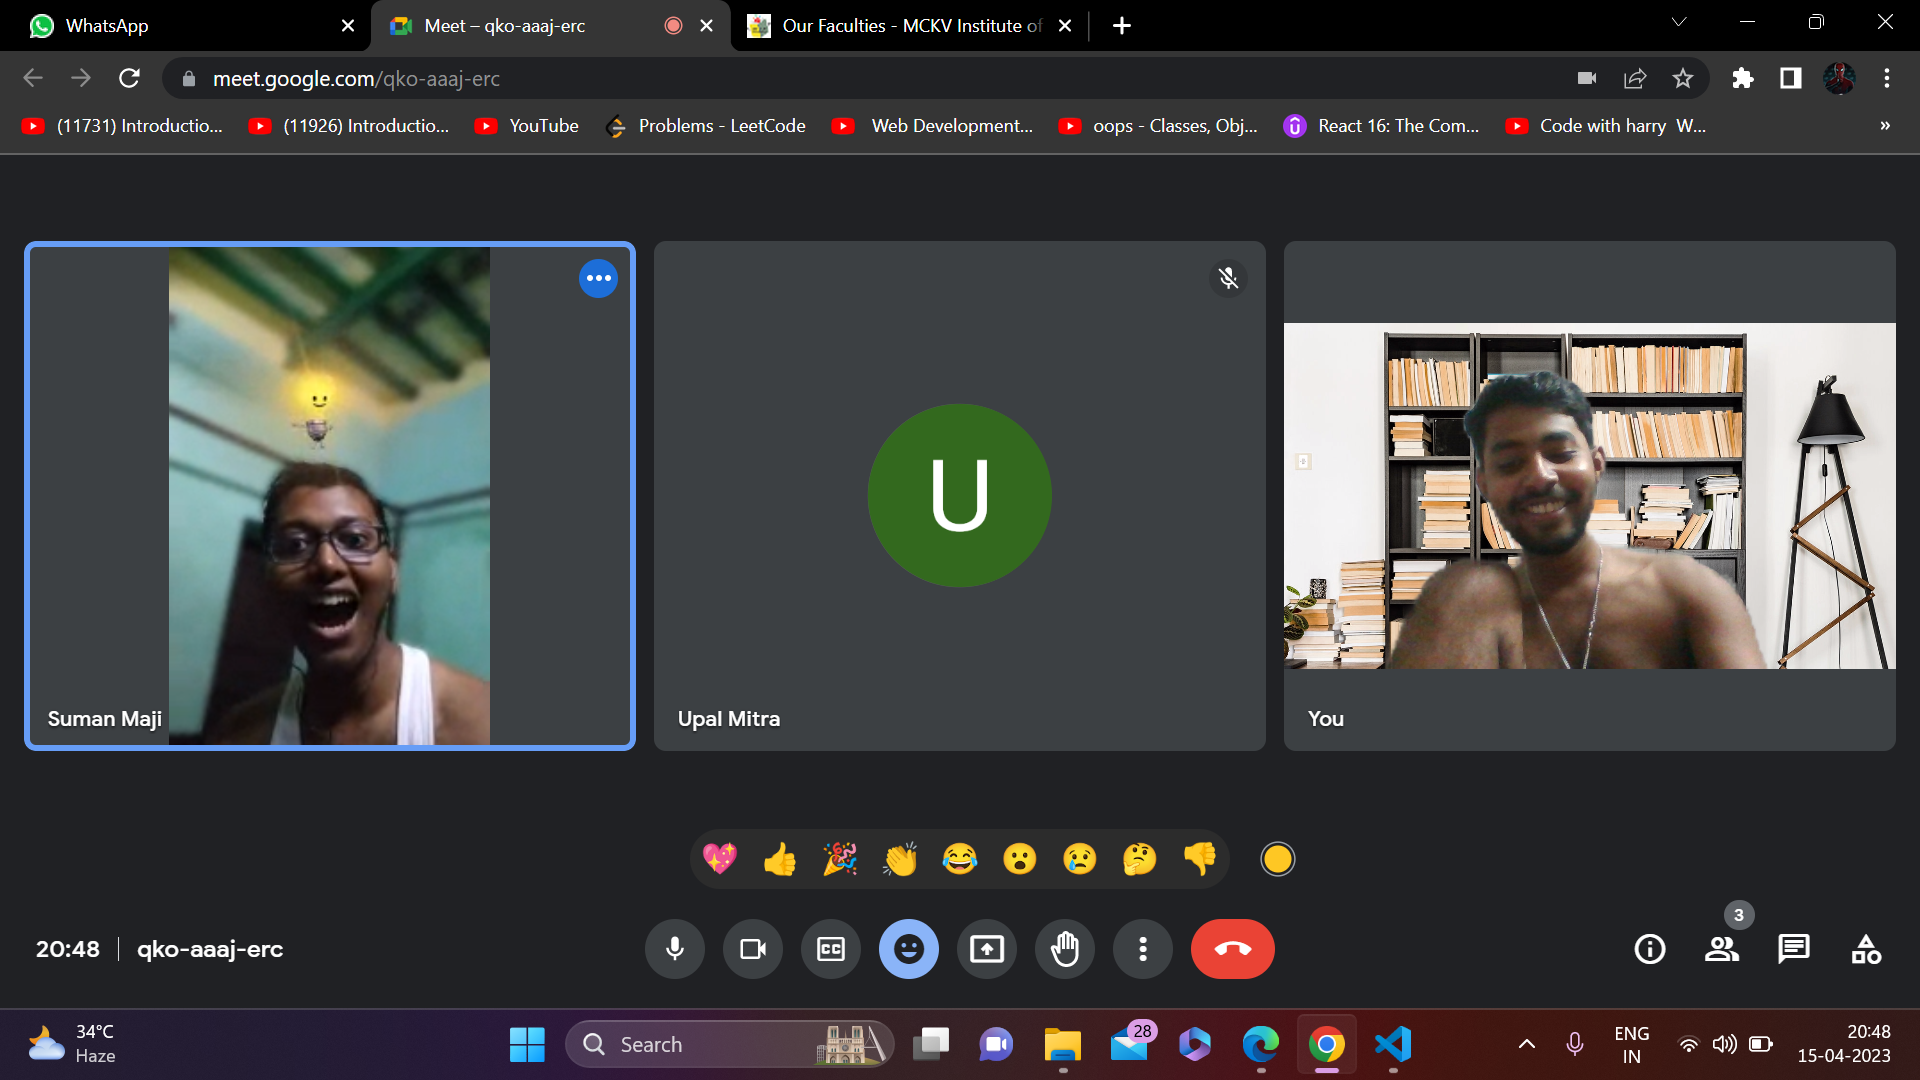 WhatsApp
Meet – qko-aaaj-erc
Our Faculties - MCKV Institute of
meet.google.com/qko-aaaj-erc
(11731) Introductio...
(11926) Introductio...
YouTube
Problems - LeetCode
Web Development...
oops - Classes, Obj...
React 16: The Com...
Code with harry W...
»
Suman Maji
U
Upal Mitra
You
20:48
qko-aaaj-erc
CC
3
34°C
Haze
Search
28
ENG
IN
20:48
15-04-2023